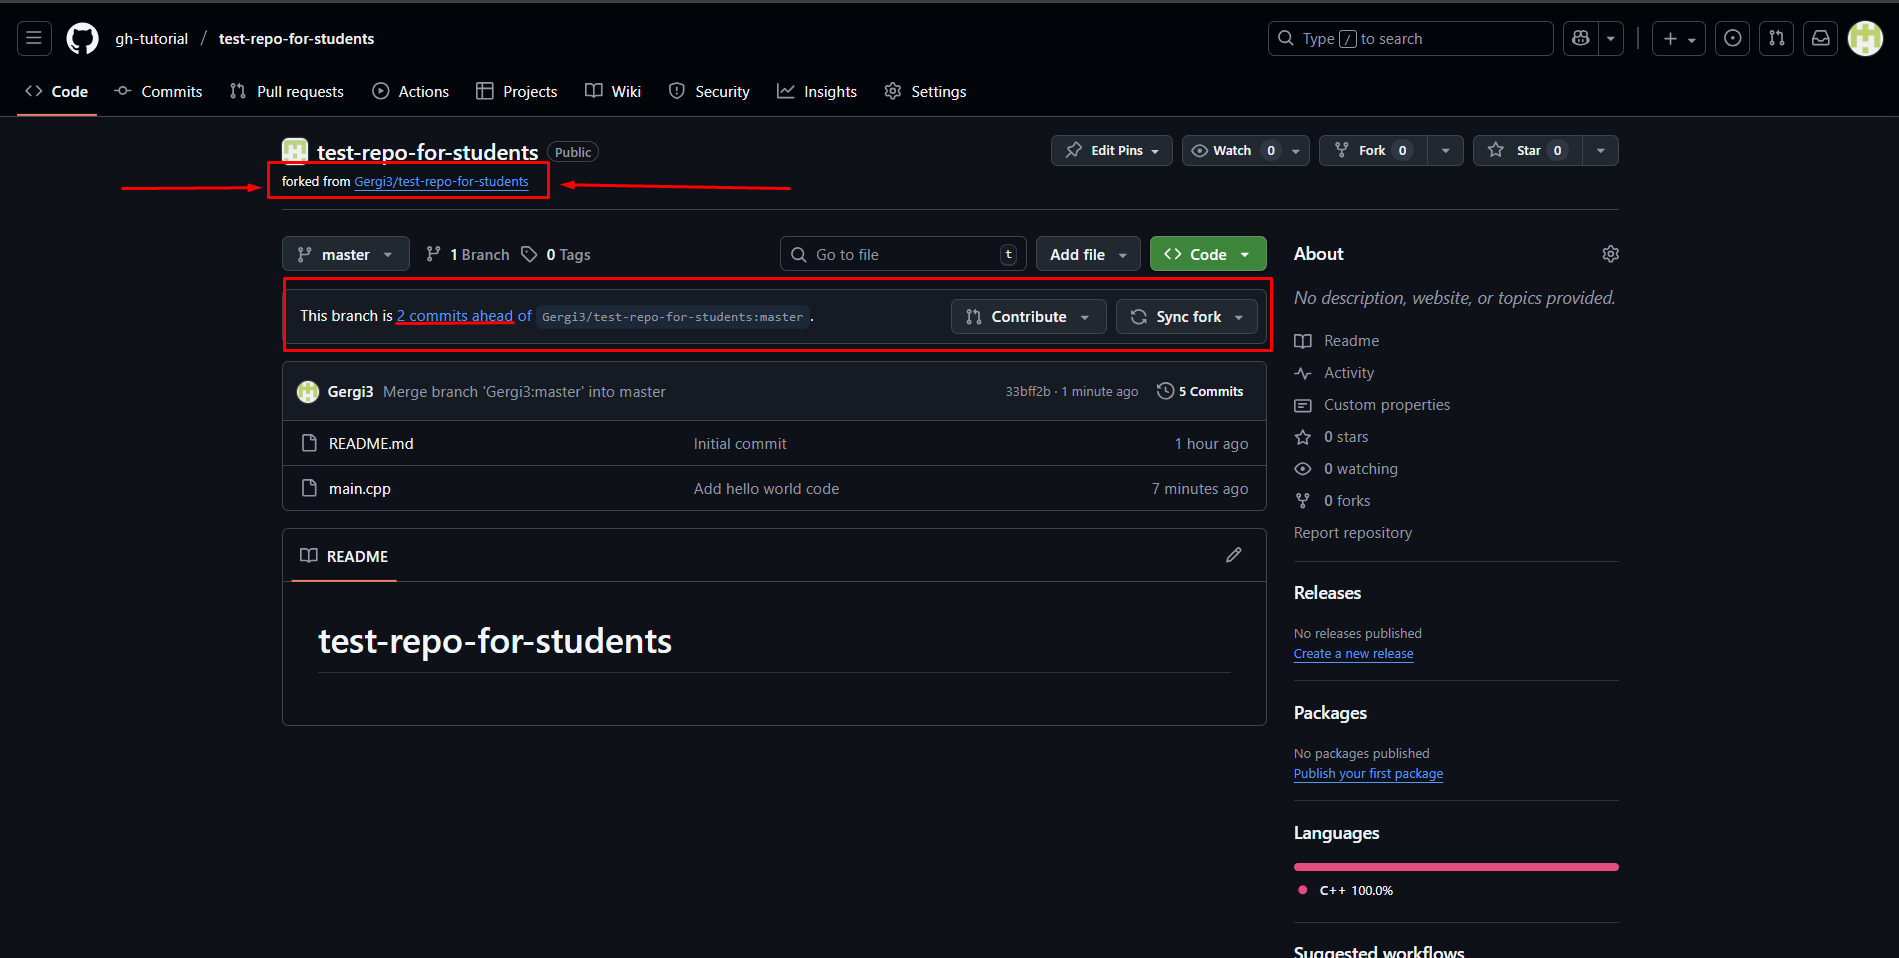 gh-tutorial / test-repo-for-students
Type / to search
Code Commits Pull requests Actions Projects Wiki Security Insights Settings
test-repo-for-students Public
Edit Pins Watch 0 Fork 0 Star 0
forked from Gergi3/test-repo-for-students
master 1 Branch 0 Tags Go to file t Add file Code
This branch is 2 commits ahead of Gergi3/test-repo-for-students:master .
Contribute Sync fork
Gergi3 Merge branch 'Gergi3:master' into master 33bff2b · 1 minute ago 5 Commits
README.md Initial commit 1 hour ago
main.cpp Add hello world code 7 minutes ago
README
test-repo-for-students
About
No description, website, or topics provided.
Readme
Activity
Custom properties
0 stars
0 watching
0 forks
Report repository
Releases
No releases published
Create a new release
Packages
No packages published
Publish your first package
Languages
C++ 100.0%
Suggested workflows